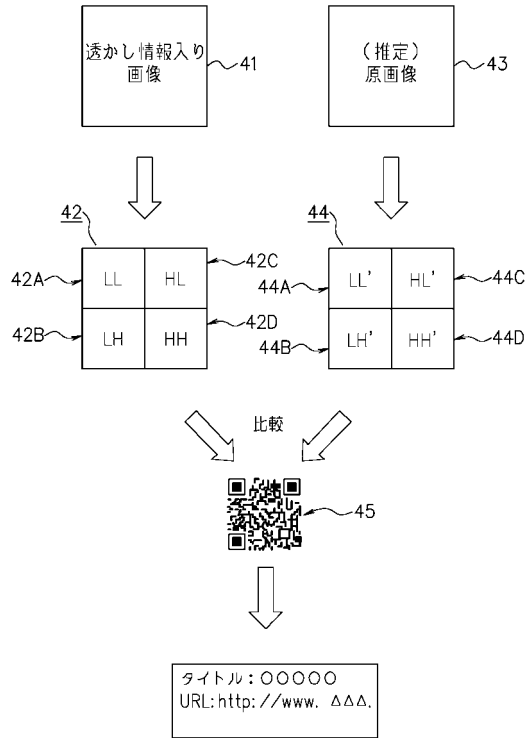 透かし情報入り
画像
41
(推定)
原画像
43
42
42A
42B
42C
42D
LL
HL
LH
HH
44
44A
44B
44C
44D
LL'
HL'
LH'
HH'
比較
45
タイトル:○○○○○
URL:http://www. △△△.